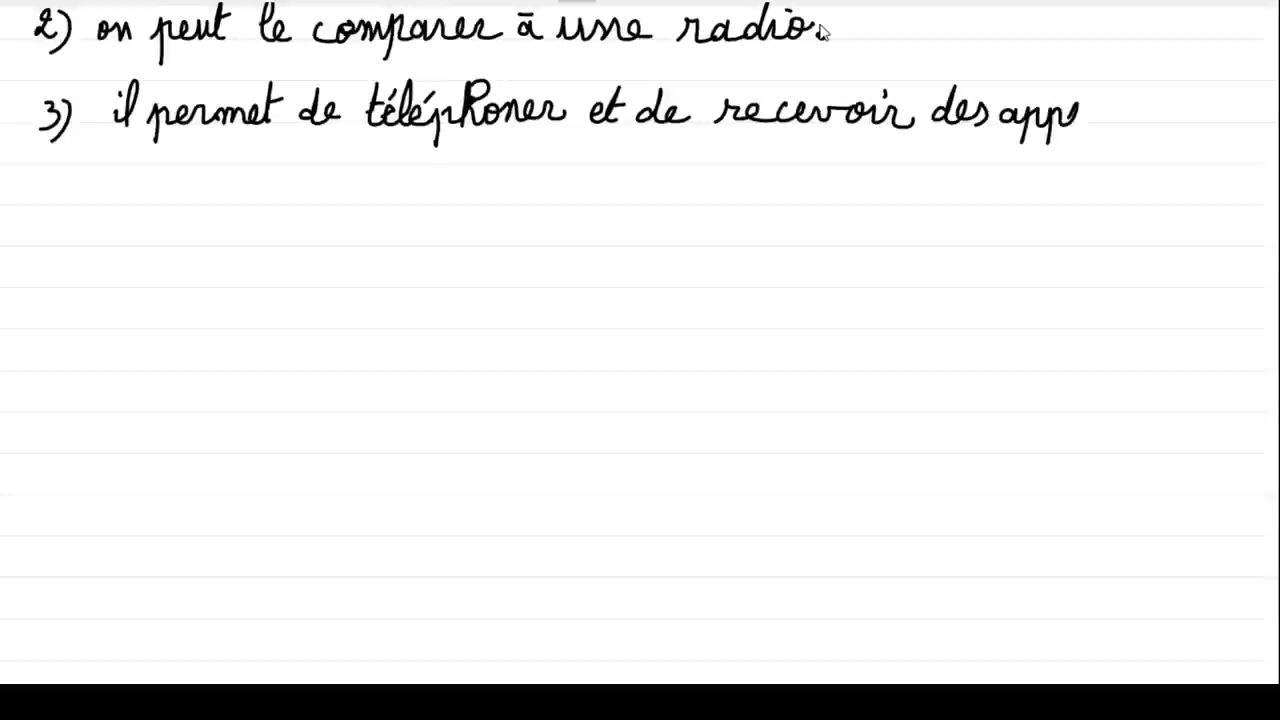 2) on peut le comparer à une radio.
3) il permet de téléphoner et de recevoir des apps